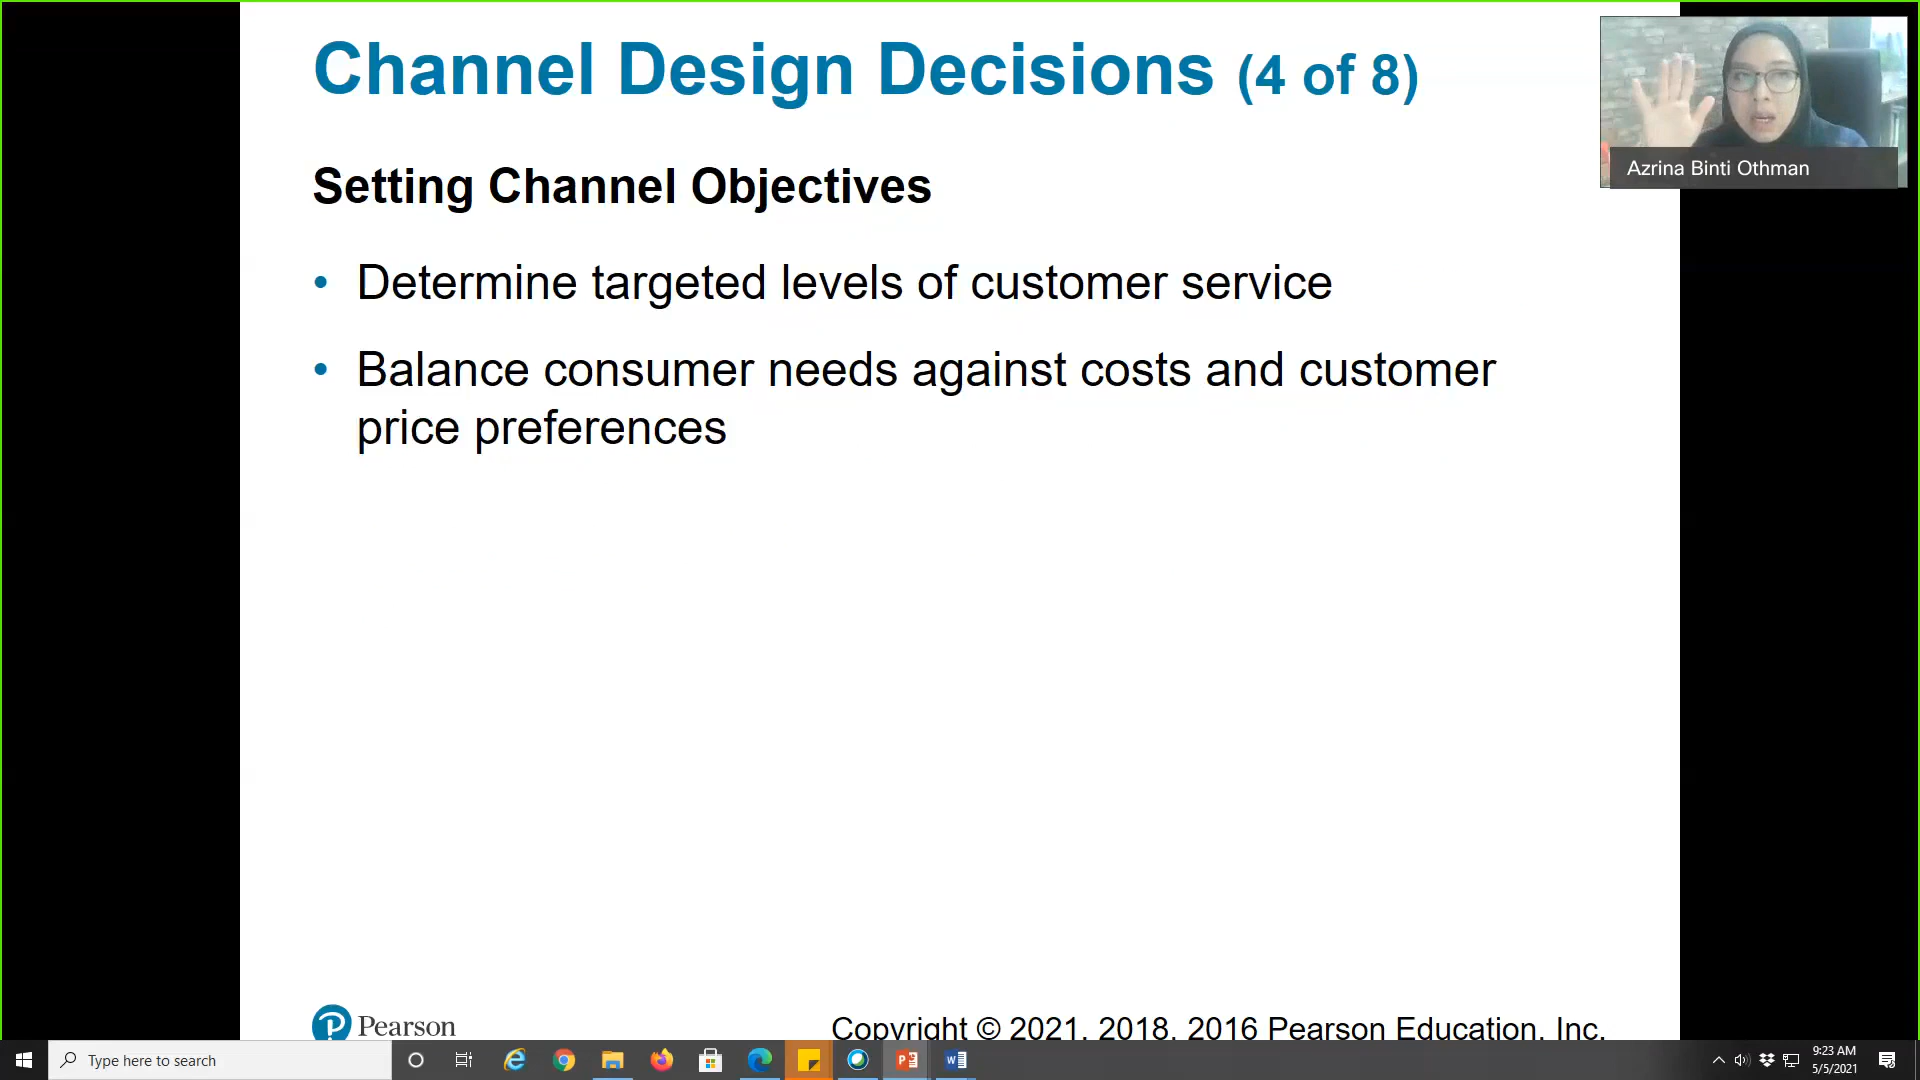 Channel Design Decisions (4 of 8)
Azrina Binti Othman
Setting Channel Objectives
• Determine targeted levels of customer service
• Balance consumer needs against costs and customer
price preferences
Pearson
Copyright © 2021, 2018, 2016 Pearson Education, Inc.
Type here to search
9:23 AM
5/5/2021